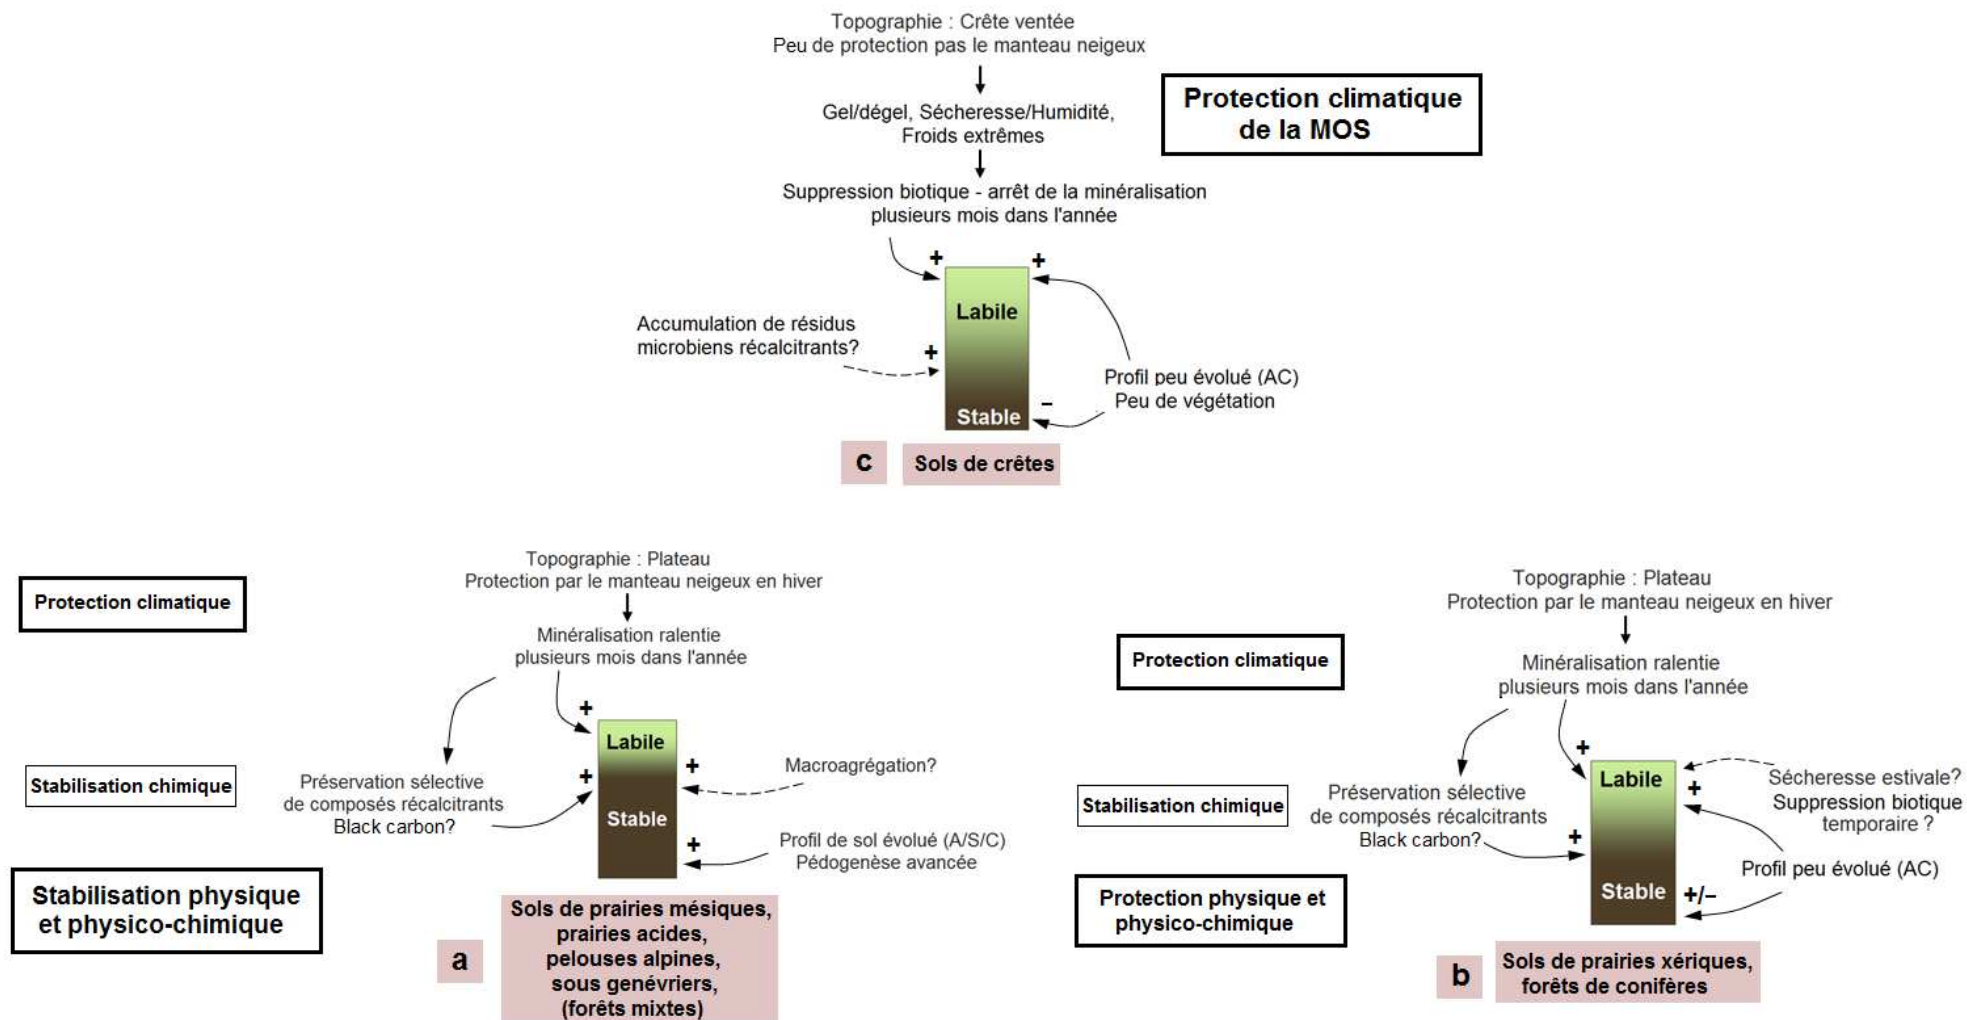 Topographie : Crête ventée
Peu de protection pas le manteau neigeux
Gel/dégel, Sécheresse/Humidité,
Froids extrêmes
Protection climatique
de la MOS
Suppression biotique - arrêt de la minéralisation
plusieurs mois dans l'année
+
+
Labile
Accumulation de résidus
microbiens récalcitrants?
+
Profil peu évolué (AC)
Peu de végétation
–
Stable
c
Sols de crêtes
Topographie : Plateau
Protection par le manteau neigeux en hiver
Protection climatique
Minéralisation ralentie
plusieurs mois dans l'année
+
Labile
Stabilisation chimique
Préservation sélective
de composés récalcitrants
Black carbon?
+
+
Macroagrégation?
Stable
+
Profil de sol évolué (A/S/C)
Pédogenèse avancée
Stabilisation physique
et physico-chimique
a
Sols de prairies mésiques,
prairies acides,
pelouses alpines,
sous genévriers,
(forêts mixtes)
Topographie : Plateau
Protection par le manteau neigeux en hiver
Protection climatique
Minéralisation ralentie
plusieurs mois dans l'année
+
Labile
+
Sécheresse estivale?
Suppression biotique
temporaire ?
Stabilisation chimique
Préservation sélective
de composés récalcitrants
Black carbon?
+
Profil peu évolué (AC)
Stable
+/–
Protection physique et
physico-chimique
b
Sols de prairies xériques,
forêts de conifères